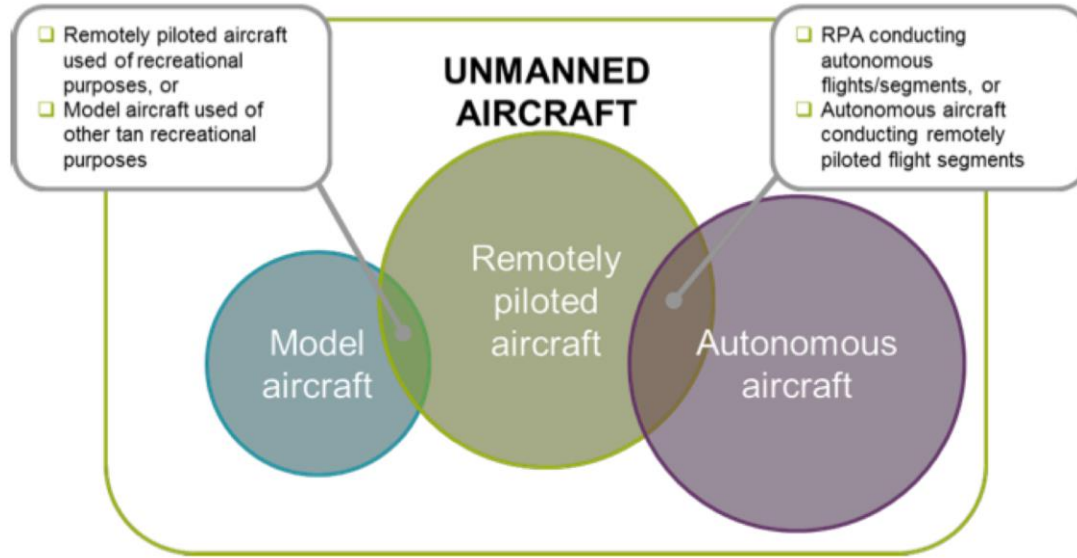 Remotely piloted aircraft
used of recreational
purposes, or
Model aircraft used of
other tan recreational
purposes
UNMANNED
AIRCRAFT
RPA conducting
autonomous
flights/segments, or
Autonomous aircraft
conducting remotely
piloted flight segments
Model
aircraft
Remotely
piloted
aircraft
Autonomous
aircraft